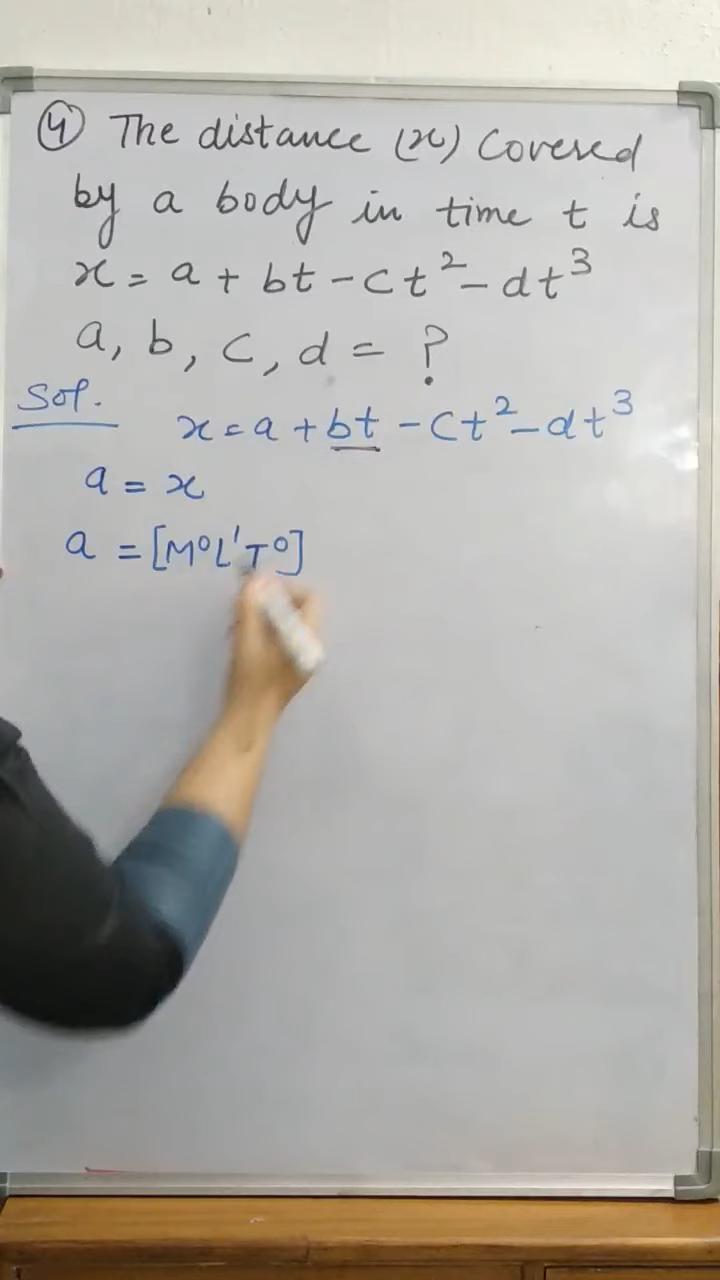 ④ The distance (x) covered
by a body in time t is
x = a + bt - ct² - dt³
a, b, c, d = ?
Sol. x = a + bt - ct² - dt³
a = x
a = [M⁰L¹T⁰]